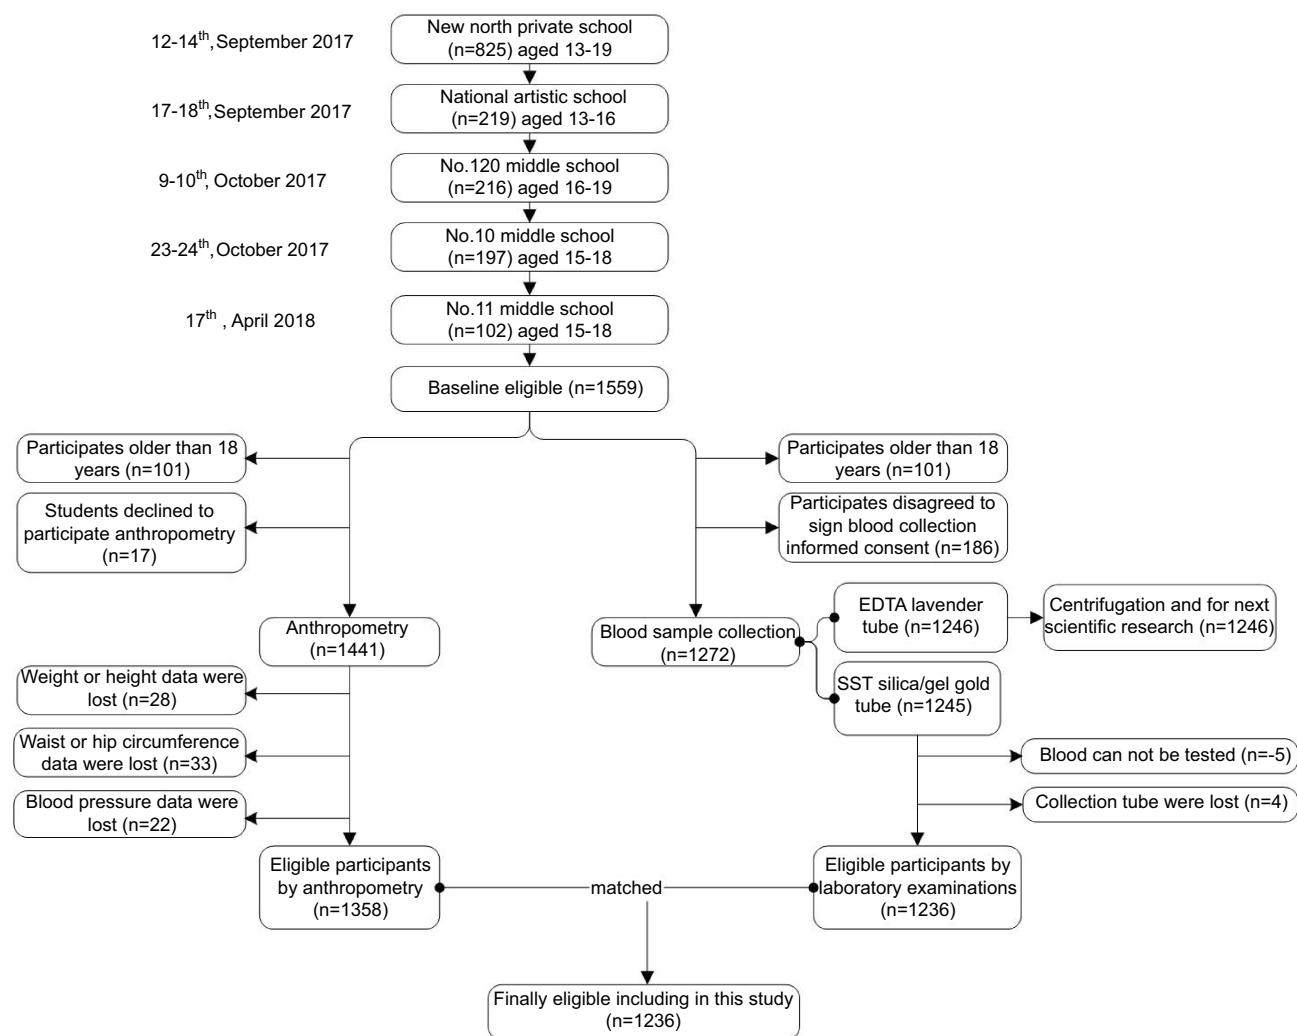 12-14th, September 2017
New north private school
(n=825) aged 13-19
17-18th, September 2017
National artistic school
(n=219) aged 13-16
9-10th, October 2017
No.120 middle school
(n=216) aged 16-19
23-24th, October 2017
No.10 middle school
(n=197) aged 15-18
17th , April 2018
No.11 middle school
(n=102) aged 15-18
Baseline eligible (n=1559)
Participates older than 18
years (n=101)
Students declined to
participate anthropometry
(n=17)
Participates older than 18
years (n=101)
Participates disagreed to
sign blood collection
informed consent (n=186)
Anthropometry
(n=1441)
Blood sample collection
(n=1272)
EDTA lavender
tube (n=1246)
Centrifugation and for next
scientific research (n=1246)
SST silica/gel gold
tube (n=1245)
Weight or height data were
lost (n=28)
Waist or hip circumference
data were lost (n=33)
Blood pressure data were
lost (n=22)
Blood can not be tested (n=-5)
Collection tube were lost (n=4)
Eligible participants
by anthropometry
(n=1358)
matched
Eligible participants by
laboratory examinations
(n=1236)
Finally eligible including in this study
(n=1236)